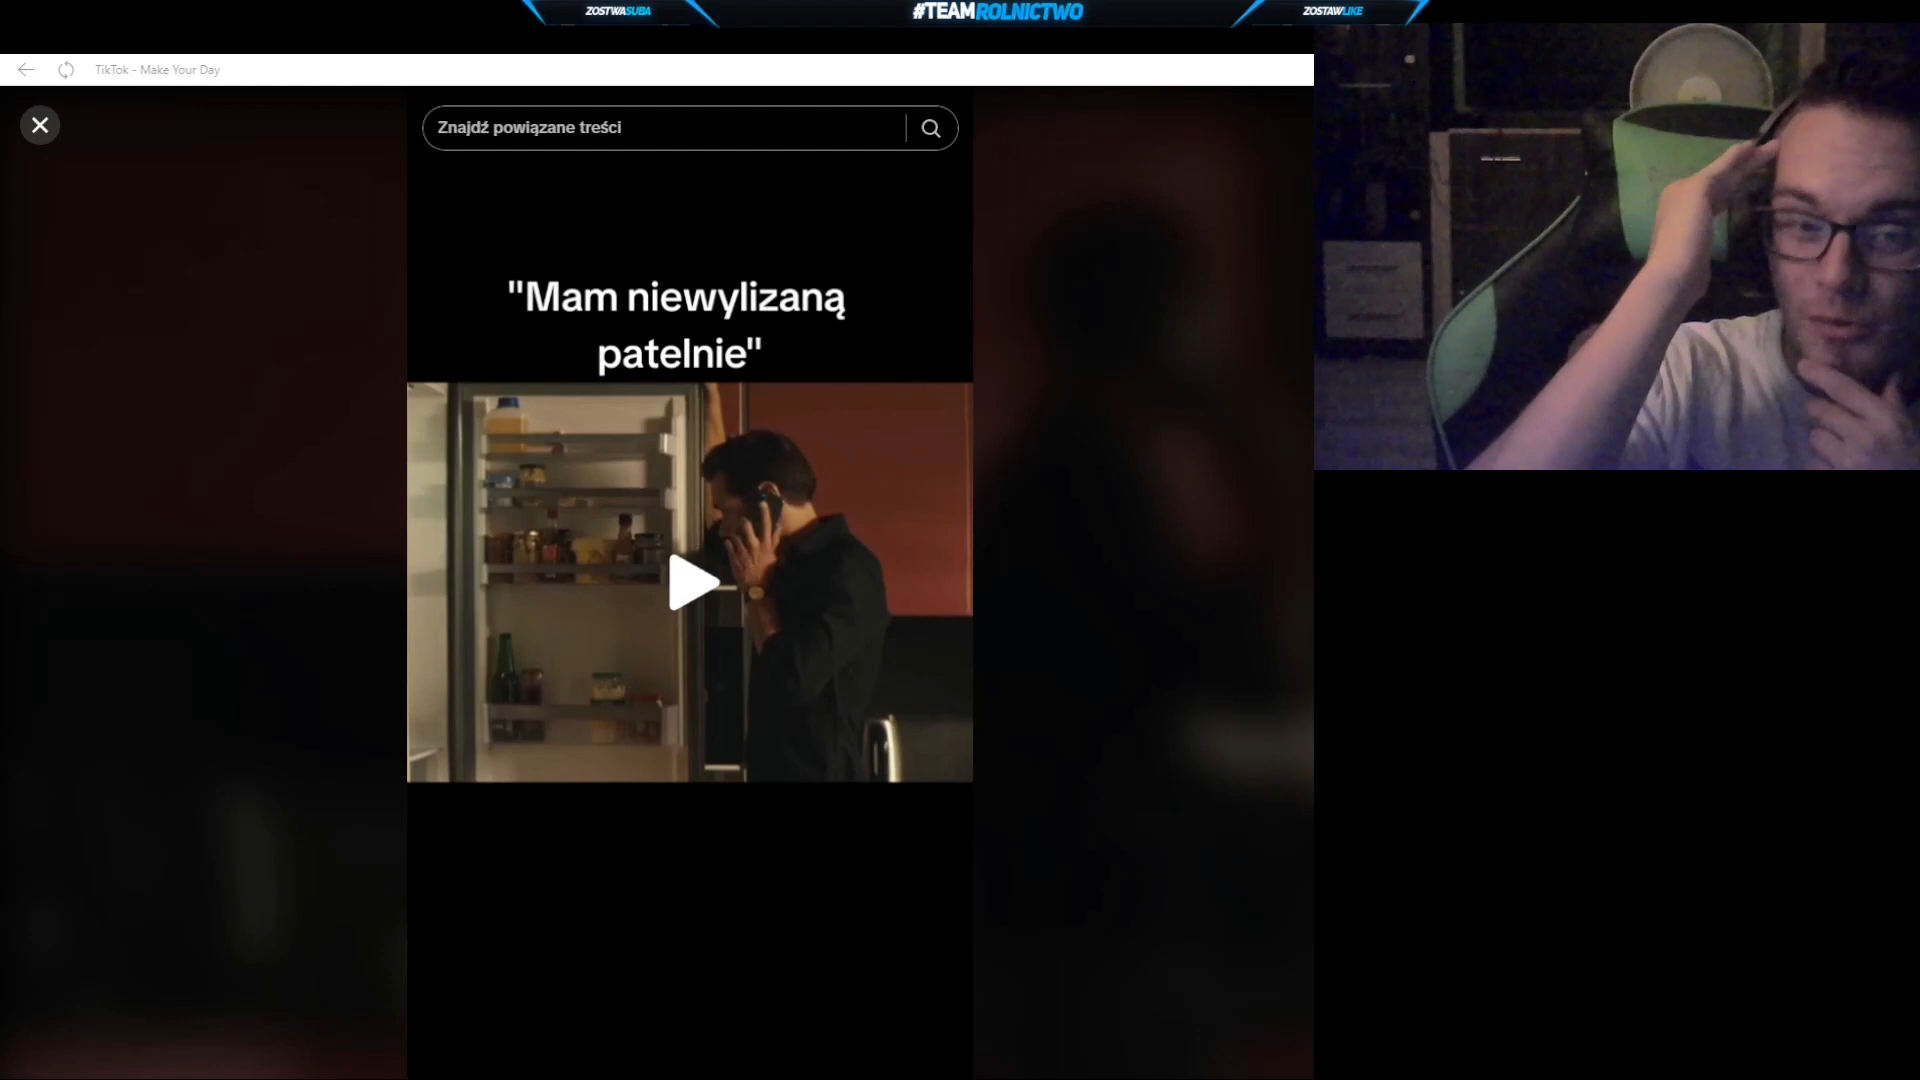 ZOSTWASUBA
#TEAMROLNICTWO
ZOSTAWLIKE
TikTok - Make Your Day
Znajdź powiązane treści
"Mam niewylizaną
patelnie"